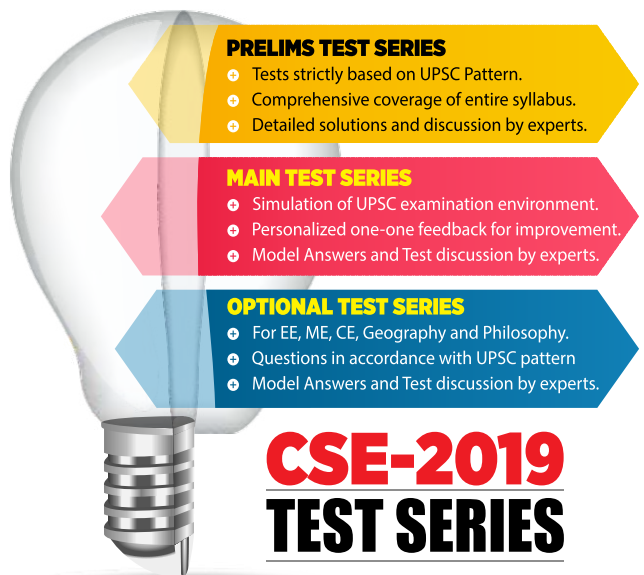 PRELIMS TEST SERIES
Tests strictly based on UPSC Pattern.
Comprehensive coverage of entire syllabus.
Detailed solutions and discussion by experts.
MAIN TEST SERIES
Simulation of UPSC examination environment.
Personalized one-one feedback for improvement.
Model Answers and Test discussion by experts.
OPTIONAL TEST SERIES
For EE, ME, CE, Geography and Philosophy.
Questions in accordance with UPSC pattern
Model Answers and Test discussion by experts.
CSE-2019
TEST SERIES